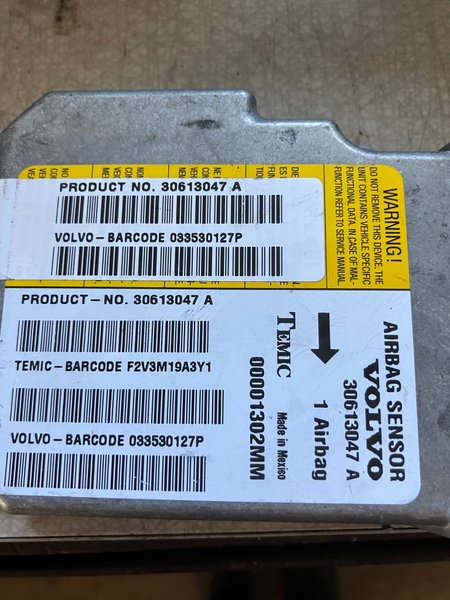 PRODUCT NO. 30613047 A
VOLVO-BARCODE 033530127P
PRODUCT-NO. 30613047 A
TEMIC-BARCODE F2V3M19A3Y1
VOLVO-BARCODE 033530127P
WARNING!
DO NOT REMOVE THIS DEVICE. THE
UNIT CONTAINS VEHICLE SPECIFIC
FUNCTIONAL DATA. IN CASE OF MAL-
FUNCTION REFER TO SERVICE MANUAL.
AIRBAG SENSOR
VOLVO
30613047 A
1 Airbag
TEMIC
Made in Mexico
00001302MM